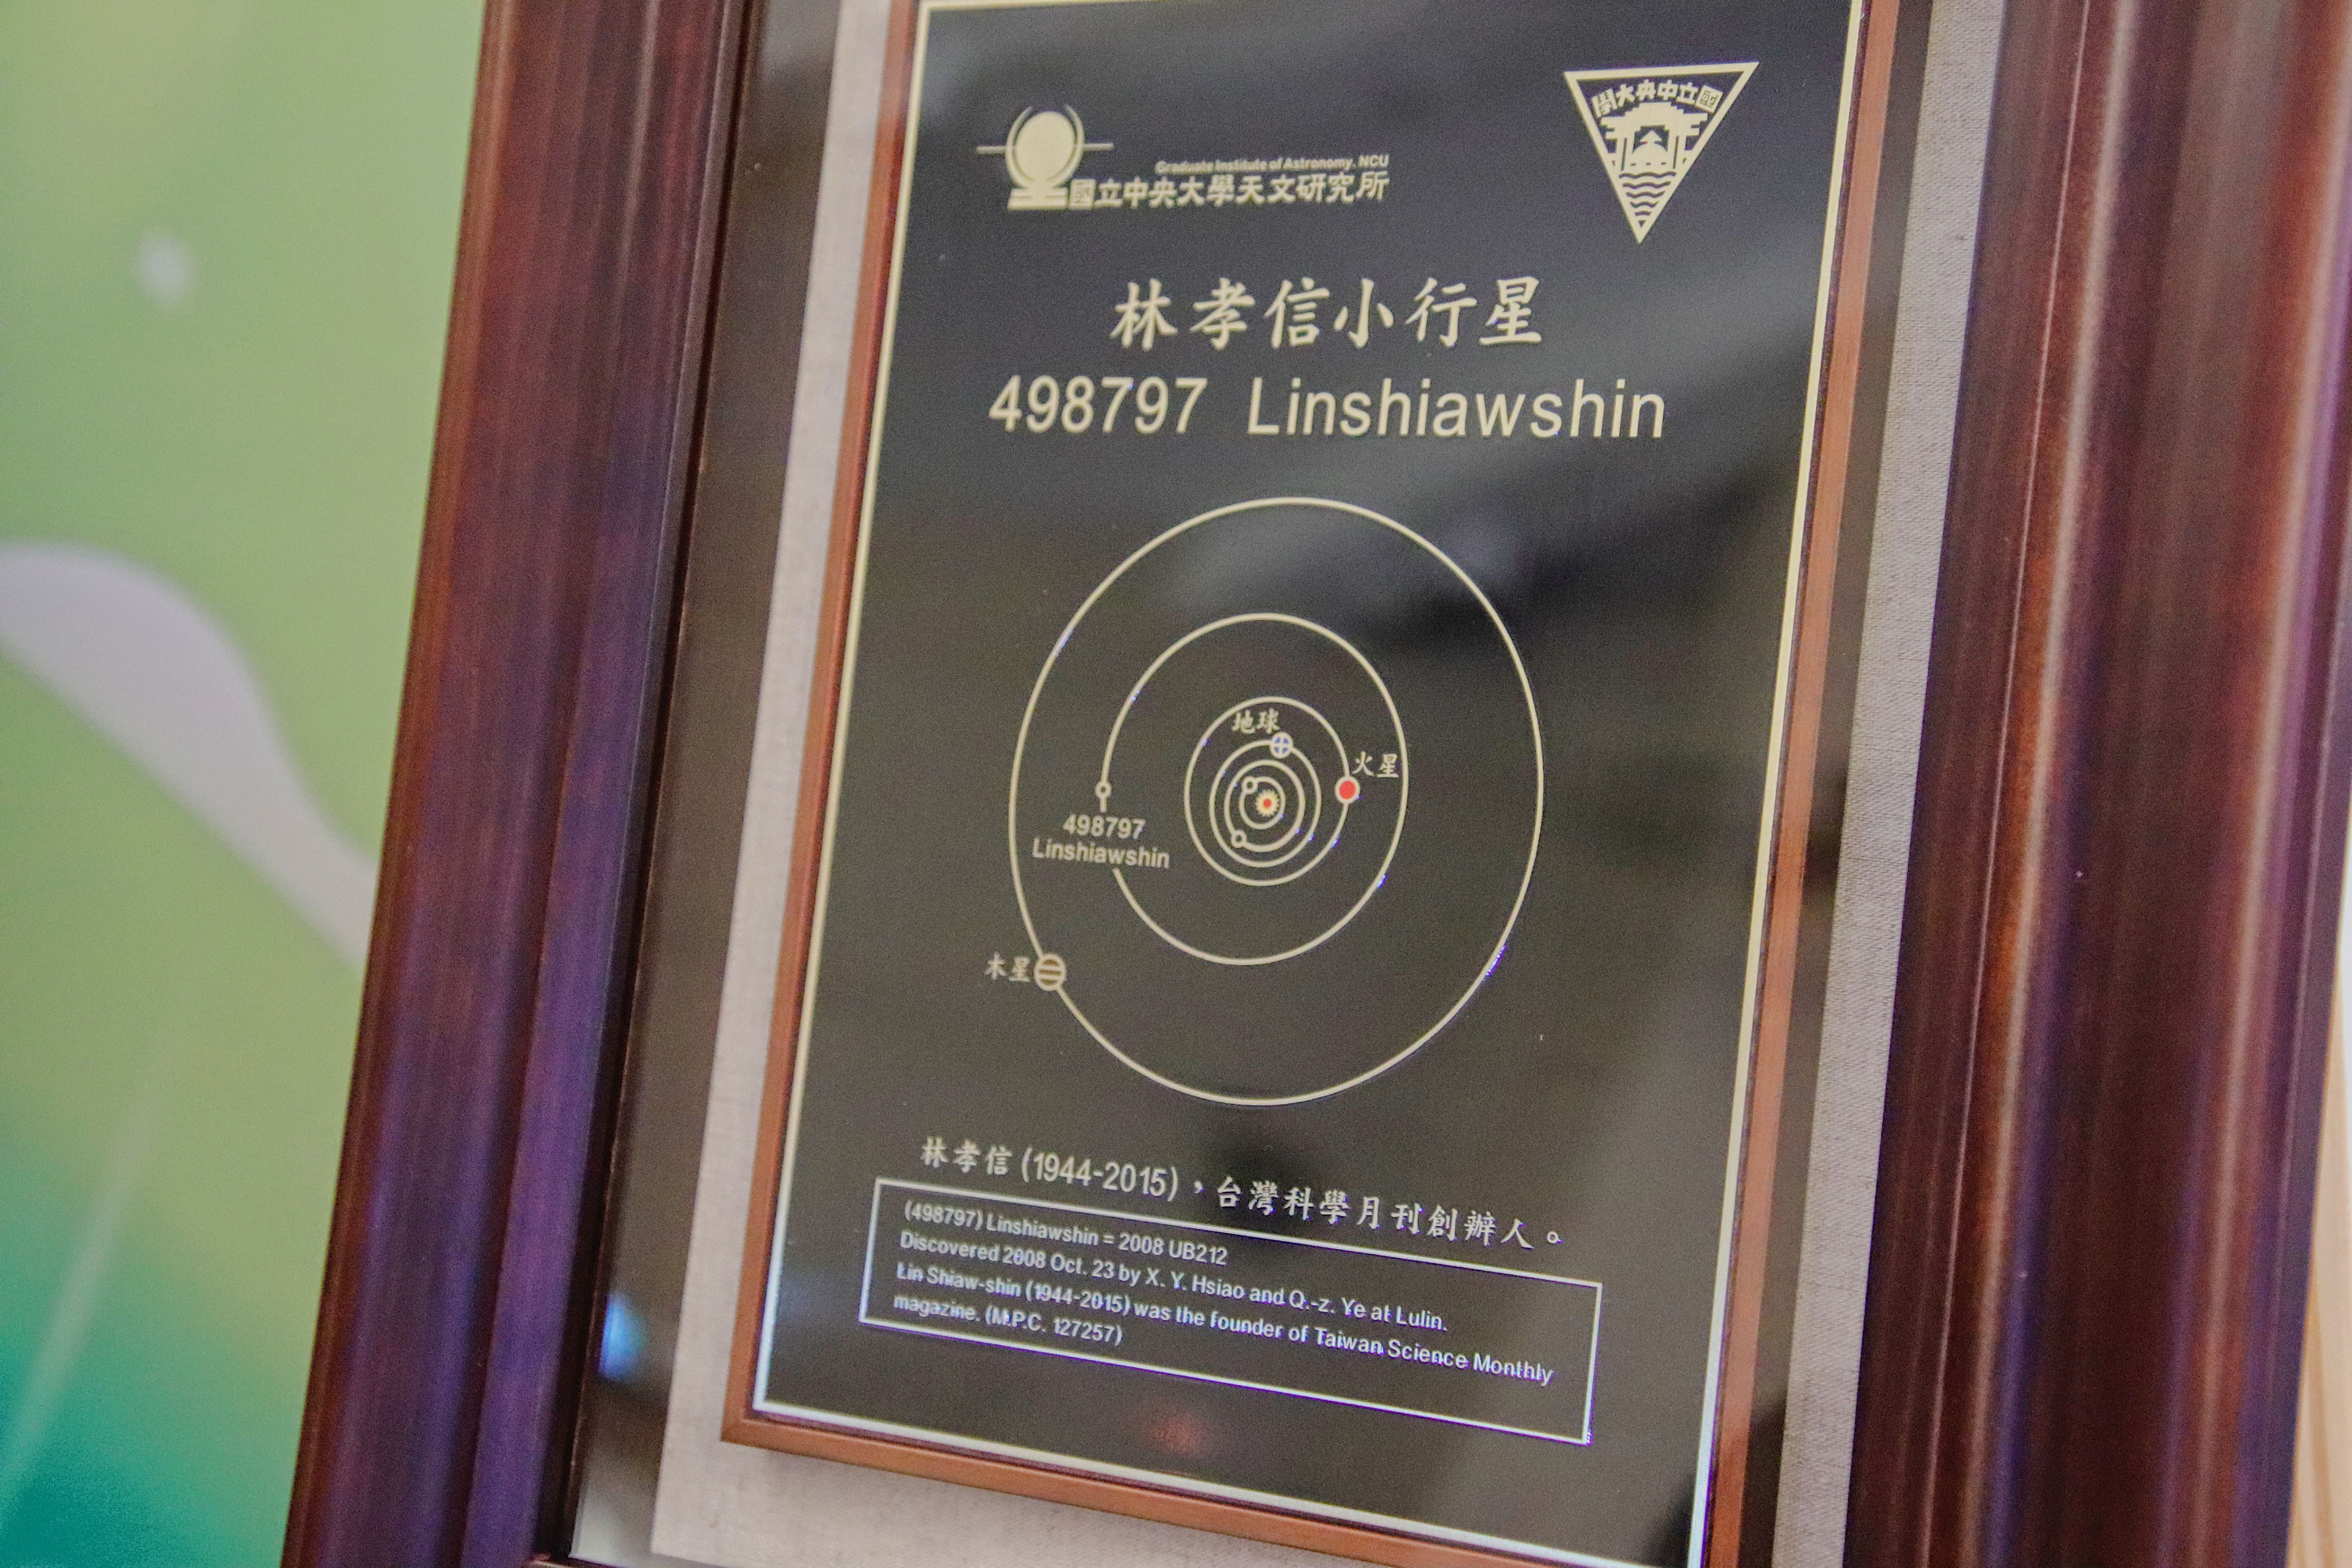 Graduate Institute of Astronomy, NCU
國立中央大學天文研究所
國立中央大學
林孝信小行星
498797 Linshiawshin
地球
火星
498797
Linshiawshin
木星
林孝信 (1944-2015)，台灣科學月刊創辦人。
(498797) Linshiawshin = 2008 UB212
Discovered 2008 Oct. 23 by X. Y. Hsiao and Q.-z. Ye at Lulin.
Lin Shiaw-shin (1944-2015) was the founder of Taiwan Science Monthly
magazine. (M.P.C. 127257)